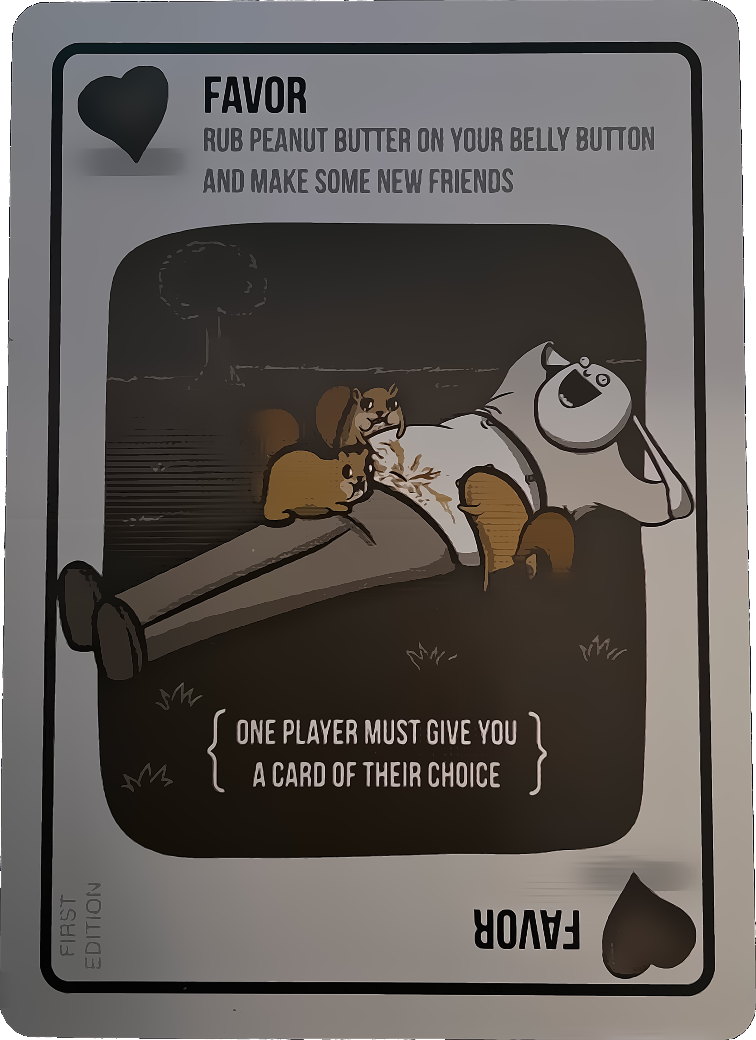 FAVOR
RUB PEANUT BUTTER ON YOUR BELLY BUTTON
AND MAKE SOME NEW FRIENDS
ONE PLAYER MUST GIVE YOU
A CARD OF THEIR CHOICE
FIRST
EDITION
FAVOR